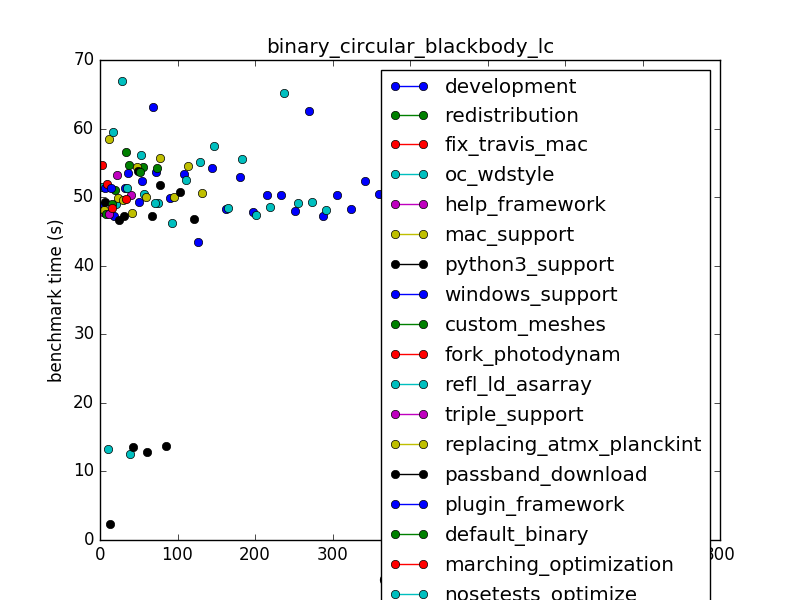 binary_circular_blackbody_lc
70
60
50
40
30
20
10
0
benchmark time (s)
0 100 200 300 800
development
redistribution
fix_travis_mac
oc_wdstyle
help_framework
mac_support
python3_support
windows_support
custom_meshes
fork_photodynam
refl_ld_asarray
triple_support
replacing_atmx_planckint
passband_download
plugin_framework
default_binary
marching_optimization
nosetests_optimize